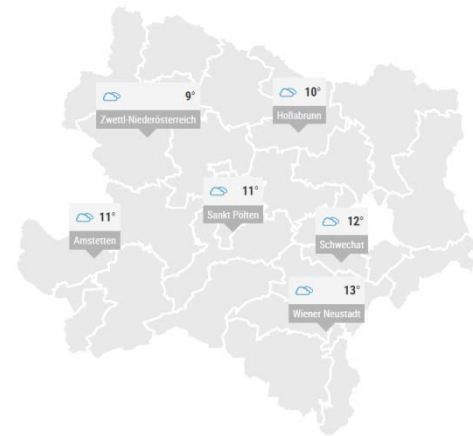 9°
Zwettl-Niederösterreich
10°
Hollabrunn
11°
Sankt Pölten
11°
Amstetten
12°
Schwechat
13°
Wiener Neustadt